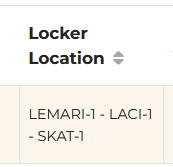 Locker
Location
LEMARI-1 - LACI-1
- SKAT-1